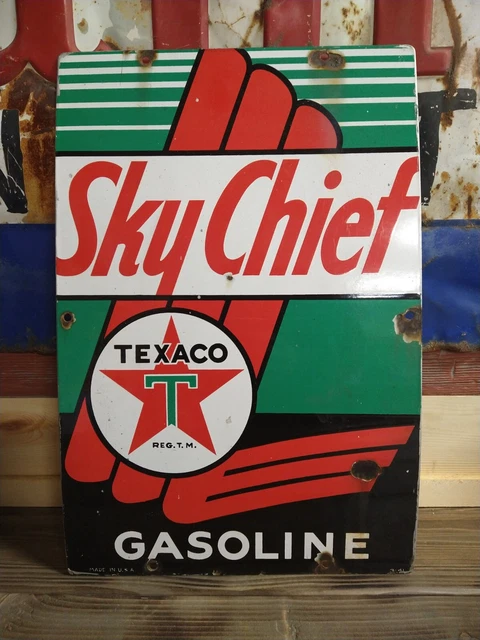 Sky Chief
TEXACO
T
REG. T. M.
GASOLINE
MADE IN U.S.A.